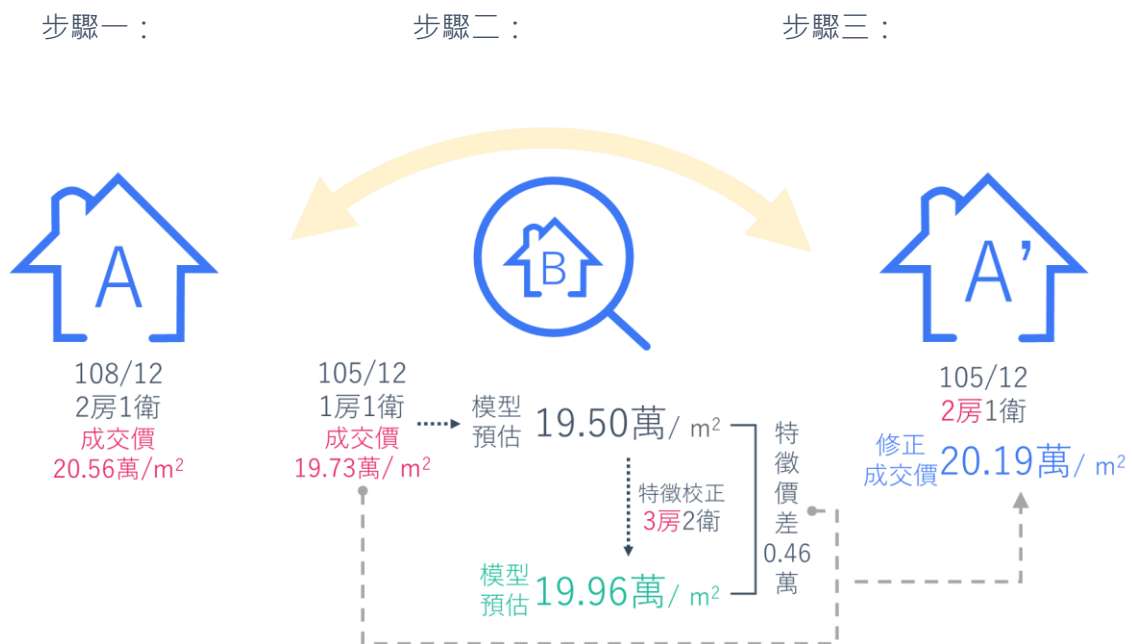 步驟一：
步驟二：
步驟三：
A
108/12
2房1衛
成交價
20.56萬/m²
B
105/12
1房1衛
成交價
19.73萬/ m²
模型
預估
19.50萬/ m²
特徵校正
3房2衛
模型
預估
19.96萬/ m²
特
徵
價
差
0.46
萬
A’
105/12
2房1衛
修正
成交價
20.19萬/ m²